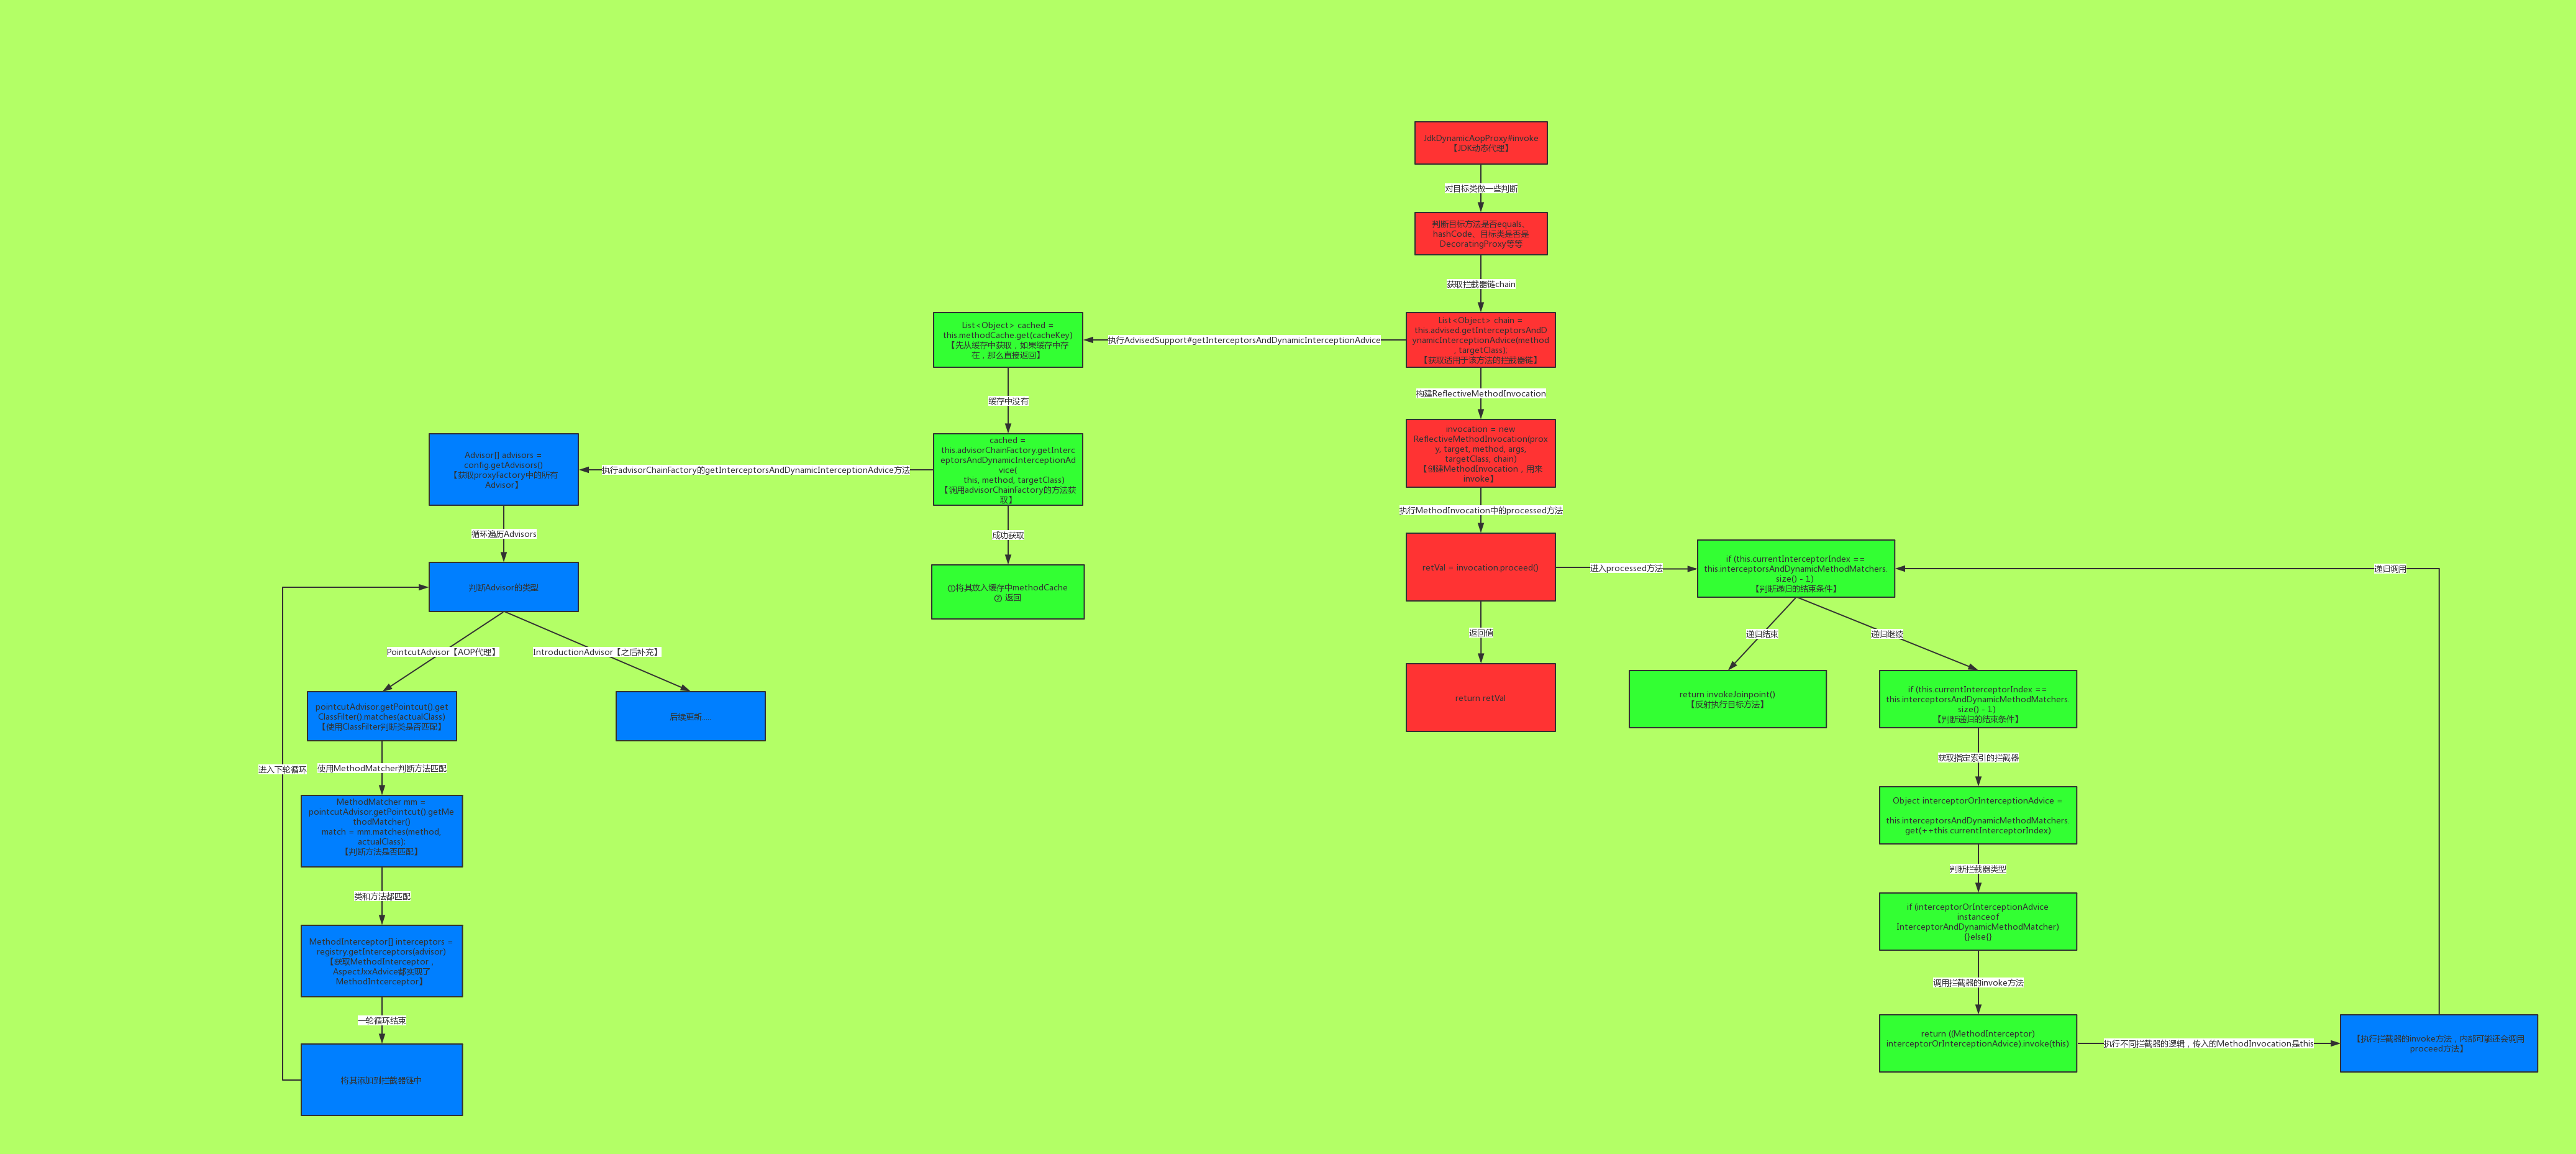 JdkDynamicAopProxy#invoke
【JDK动态代理】
对目标类做一些判断
判断目标方法是否equals、
hashCode、目标类是否是
DecoratingProxy等等
获取拦截器链chain
List<Object> chain =
this.advised.getInterceptorsAndD
ynamicInterceptionAdvice(method
, targetClass);
【获取适用于该方法的拦截器链】
执行AdvisedSupport#getInterceptorsAndDynamicInterceptionAdvice
List<Object> cached =
this.methodCache.get(cacheKey)
【先从缓存中获取，如果缓存中存
在，那么直接返回】
缓存中没有
cached =
this.advisorChainFactory.getInterc
eptorsAndDynamicInterceptionAd
vice(
this, method, targetClass)
【调用advisorChainFactory的方法获
取】
成功获取
①将其放入缓存中methodCache
② 返回
执行advisorChainFactory的getInterceptorsAndDynamicInterceptionAdvice方法
Advisor[] advisors =
config.getAdvisors()
【获取proxyFactory中的所有
Advisor】
循环遍历Advisors
判断Advisor的类型
PointcutAdvisor【AOP代理】
IntroductionAdvisor【之后补充】
pointcutAdvisor.getPointcut().get
ClassFilter().matches(actualClass)
【使用ClassFilter判断类是否匹配】
后续更新...
使用MethodMatcher判断方法匹配
MethodMatcher mm =
pointcutAdvisor.getPointcut().getMe
thodMatcher()
match = mm.matches(method,
actualClass);
【判断方法是否匹配】
类和方法都匹配
MethodInterceptor[] interceptors =
registry.getInterceptors(advisor)
【获取MethodInterceptor，
AspectJxxAdvice都实现了
MethodIntcerceptor】
一轮循环结束
将其添加到拦截器链中
进入下轮循环
构建ReflectiveMethodInvocation
invocation = new
ReflectiveMethodInvocation(prox
y, target, method, args,
targetClass, chain)
【创建MethodInvocation，用来
invoke】
执行MethodInvocation中的processed方法
retVal = invocation.proceed()
返回值
return retVal
进入processed方法
if (this.currentInterceptorIndex ==
this.interceptorsAndDynamicMethodMatchers.
size() - 1)
【判断递归的结束条件】
递归结束
递归继续
return invokeJoinpoint()
【反射执行目标方法】
if (this.currentInterceptorIndex ==
this.interceptorsAndDynamicMethodMatchers.
size() - 1)
【判断递归的结束条件】
获取指定索引的拦截器
Object interceptorOrInterceptionAdvice =
this.interceptorsAndDynamicMethodMatchers.
get(++this.currentInterceptorIndex)
判断拦截器类型
if (interceptorOrInterceptionAdvice
instanceof
InterceptorAndDynamicMethodMatcher)
{}else{}
调用拦截器的invoke方法
return ((MethodInterceptor)
interceptorOrInterceptionAdvice).invoke(this)
执行不同拦截器的逻辑，传入的MethodInvocation是this
【执行拦截器的invoke方法，内部可能还会调用
proceed方法】
递归调用